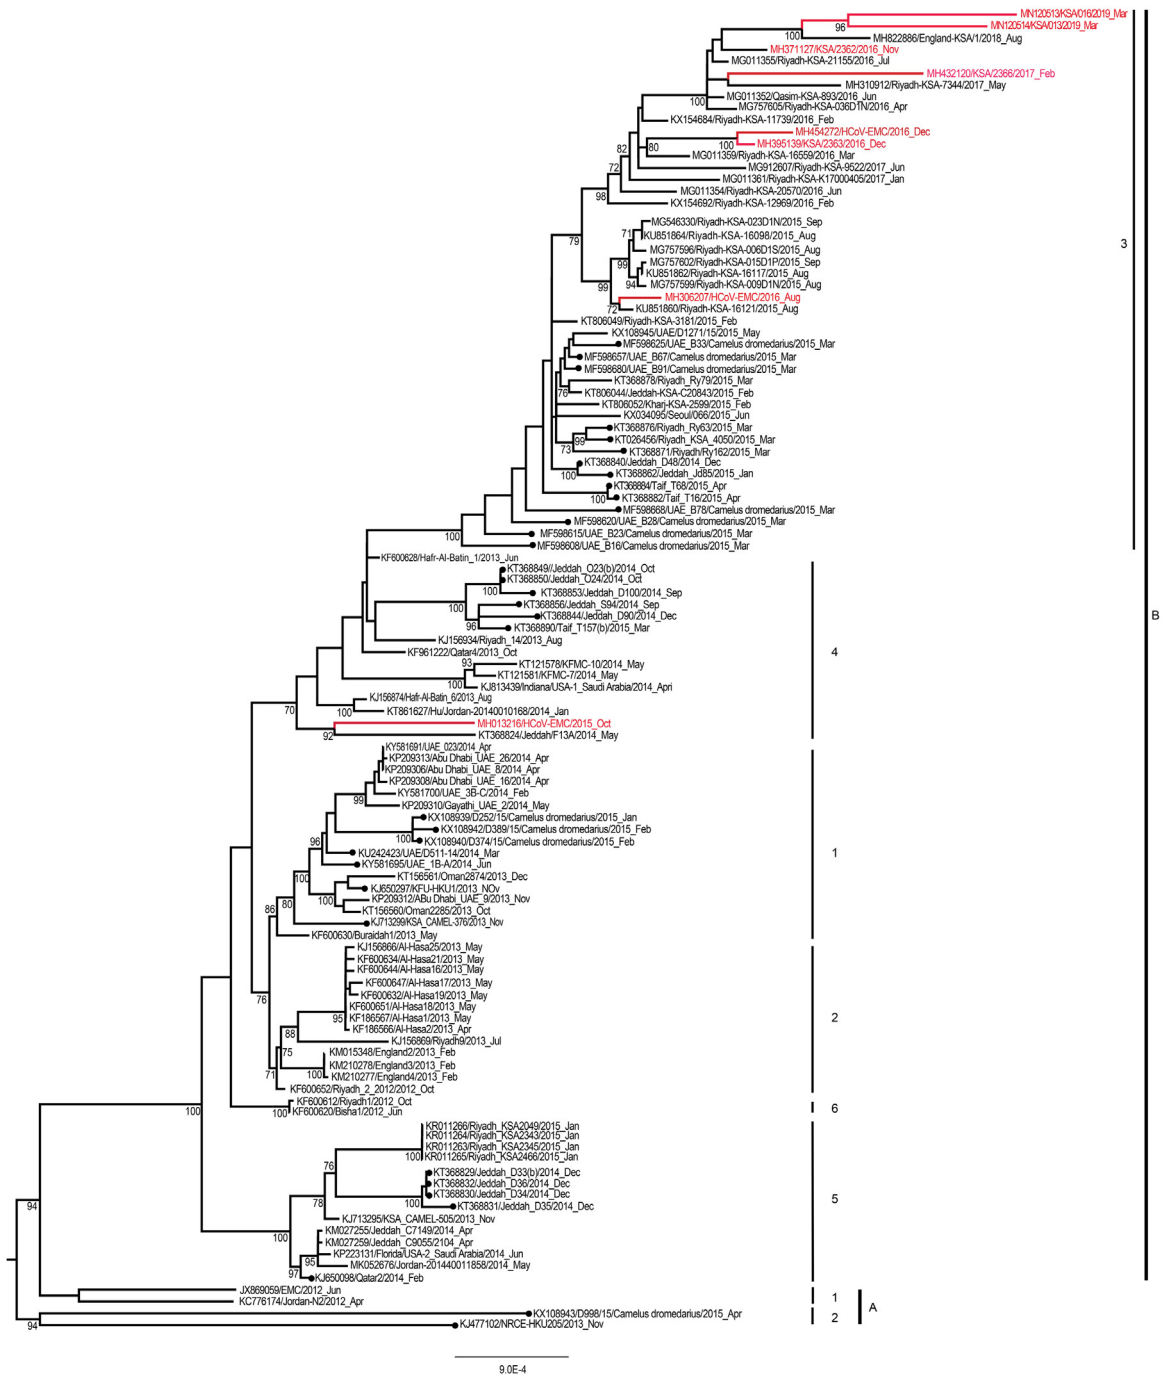 MN120513/KSA/016/2019_Mar
96
MN120514/KSA/013/2019_Mar
100
MH822886/England-KSA/1/2018_Aug
MH371127/KSA/2362/2016_Nov
MG011355/Riyadh-KSA-21155/2016_Jul
MH432120/KSA/2366/2017_Feb
MH310912/Riyadh-KSA-7344/2017_May
MG011352/Qasim-KSA-893/2016_Jun
100
MG757605/Riyadh-KSA-036D1N/2016_Apr
KX154684/Riyadh-KSA-11739/2016_Feb
MH454272/HCoV-EMC/2016_Dec
100
MH395139/KSA/2363/2016_Dec
82
80
MG011359/Riyadh-KSA-16559/2016_Mar
72
MG912607/Riyadh-KSA-9522/2017_Jun
MG011361/Riyadh-KSA-K17000405/2017_Jan
MG011354/Riyadh-KSA-20570/2016_Jun
98
KX154692/Riyadh-KSA-12969/2016_Feb
MG546330/Riyadh-KSA-023D1N/2015_Sep
71
KU851864/Riyadh-KSA-16098/2015_Aug
79
3
MG757596/Riyadh-KSA-006D1S/2015_Aug
99
MG757602/Riyadh-KSA-015D1P/2015_Sep
KU851862/Riyadh-KSA-16117/2015_Aug
99
94
MG757599/Riyadh-KSA-009D1N/2015_Aug
MH306207/HCoV-EMC/2016_Aug
72
KU851860/Riyadh-KSA-16121/2015_Aug
KT806049/Riyadh-KSA-3181/2015_Feb
KX108945/UAE/D1271/15/2015_May
MF598625/UAE_B33/Camelus dromedarius/2015_Mar
MF598657/UAE_B67/Camelus dromedarius/2015_Mar
MF598680/UAE_B91/Camelus dromedarius/2015_Mar
KT368878/Riyadh_Ry79/2015_Mar
76
KT806044/Jeddah-KSA-C20843/2015_Feb
KT806052/Kharj-KSA-2599/2015_Feb
KX034095/Seoul/066/2015_Jun
KT368876/Riyadh_Ry63/2015_Mar
99
KT026456/Riyadh_KSA_4050/2015_Mar
73
KT368871/Riyadh/Ry162/2015_Mar
KT368840/Jeddah_D48/2014_Dec
100
KT368862/Jeddah_Jd85/2015_Jan
KT368884/Taif_T68/2015_Apr
100
KT368882/Taif_T16/2015_Apr
MF598668/UAE_B78/Camelus dromedarius/2015_Mar
MF598620/UAE_B28/Camelus dromedarius/2015_Mar
100
MF598615/UAE_B23/Camelus dromedarius/2015_Mar
MF598608/UAE_B16/Camelus dromedarius/2015_Mar
KF600628/Hafr-Al-Batin_1/2013_Jun
KT368849//Jeddah_O23(b)/2014_Oct
KT368850/Jeddah_O24/2014_Oct
100
KT368853/Jeddah_D100/2014_Sep
100
KT368856/Jeddah_S94/2014_Sep
B
KT368844/Jeddah_D90/2014_Dec
96
KT368890/Taif_T157(b)/2015_Mar
KJ156934/Riyadh_14/2013_Aug
KF961222/Qatar4/2013_Oct
4
93
KT121578/KFMC-10/2014_May
KT121581/KFMC-7/2014_May
100
KJ813439/Indiana/USA-1_Saudi Arabia/2014_Apri
KJ156874/Hafr-Al-Batin_6/2013_Aug
70
100
KT861627/Hu/Jordan-20140010168/2014_Jan
MH013216/HCoV-EMC/2015_Oct
92
KT368824/Jeddah/F13A/2014_May
KY581691/UAE_023/2014_Apr
KP209313/Abu Dhabi_UAE_26/2014_Apr
KP209306/Abu Dhabi_UAE_8/2014_Apr
KP209308/Abu Dhabi_UAE_16/2014_Apr
99
KY581700/UAE_3B-C/2014_Feb
KP209310/Gayathi_UAE_2/2014_May
KX108939/D252/15/Camelus dromedarius/2015_Jan
KX108942/D389/15/Camelus dromedarius/2015_Feb
96
100
KX108940/D374/15/Camelus dromedarius/2015_Feb
KU242423/UAE/D511-14/2014_Mar
1
KY581695/UAE_1B-A/2014_Jun
100
KT156561/Oman2874/2013_Dec
KJ650297/KFU-HKU1/2013_NOv
100
KP209312/ABu Dhabi_UAE_9/2013_Nov
86
80
KT156560/Oman2285/2013_Oct
KJ713299/KSA_CAMEL-376/2013_Nov
KF600630/Buraidah1/2013_May
KJ156866/Al-Hasa25/2013_May
KF600634/Al-Hasa21/2013_May
KF600644/Al-Hasa16/2013_May
KF600647/Al-Hasa17/2013_May
76
KF600632/Al-Hasa19/2013_May
KF600651/Al-Hasa18/2013_May
95
KF186567/Al-Hasa1/2013_May
2
KF186566/Al-Hasa2/2013_Apr
88
KJ156869/Riyadh9/2013_Jul
75
KM015348/England2/2013_Feb
KM210278/England3/2013_Feb
71
100
KM210277/England4/2013_Feb
KF600652/Riyadh_2_2012/2012_Oct
KF600612/Riyadh1/2012_Oct
100
100
KF600620/Bisha1/2012_Jun
6
KR011266/Riyadh_KSA2049/2015_Jan
KR011264/Riyadh_KSA2343/2015_Jan
KR011263/Riyadh_KSA2345/2015_Jan
100
KR011265/Riyadh_KSA2466/2015_Jan
76
KT368829/Jeddah_D33(b)/2014_Dec
KT368832/Jeddah_D36/2014_Dec
KT368830/Jeddah_D34/2014_Dec
5
94
78
100
KT368831/Jeddah_D35/2014_Dec
KJ713295/KSA_CAMEL-505/2013_Nov
100
KM027255/Jeddah_C7149/2014_Apr
KM027259/Jeddah_C9055/2104_Apr
KP223131/Florida/USA-2_Saudi Arabia/2014_Jun
95
MK052676/Jordan-201440011858/2014_May
97
KJ650098/Qatar2/2014_Feb
JX869059/EMC/2012_Jun
1
KC776174/Jordan-N2/2012_Apr
A
KX108943/D998/15/Camelus dromedarius/2015_Apr
2
94
KJ477102/NRCE-HKU205/2013_Nov
9.0E-4